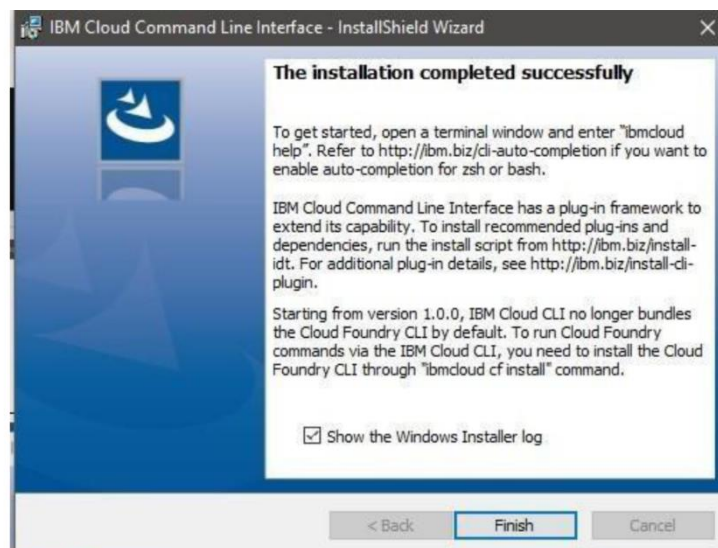 IBM Cloud Command Line Interface - InstallShield Wizard
The installation completed successfully
To get started, open a terminal window and enter "ibmcloud
help". Refer to http://ibm.biz/cli-auto-completion if you want to
enable auto-completion for zsh or bash.
IBM Cloud Command Line Interface has a plug-in framework to
extend its capability. To install recommended plug-ins and
dependencies, run the install script from http://ibm.biz/install-
idt. For additional plug-in details, see http://ibm.biz/install-cli-
plugin.
Starting from version 1.0.0, IBM Cloud CLI no longer bundles
the Cloud Foundry CLI by default. To run Cloud Foundry
commands via the IBM Cloud CLI, you need to install the Cloud
Foundry CLI through "ibmcloud cf install" command.
Show the Windows Installer log
< Back Finish Cancel